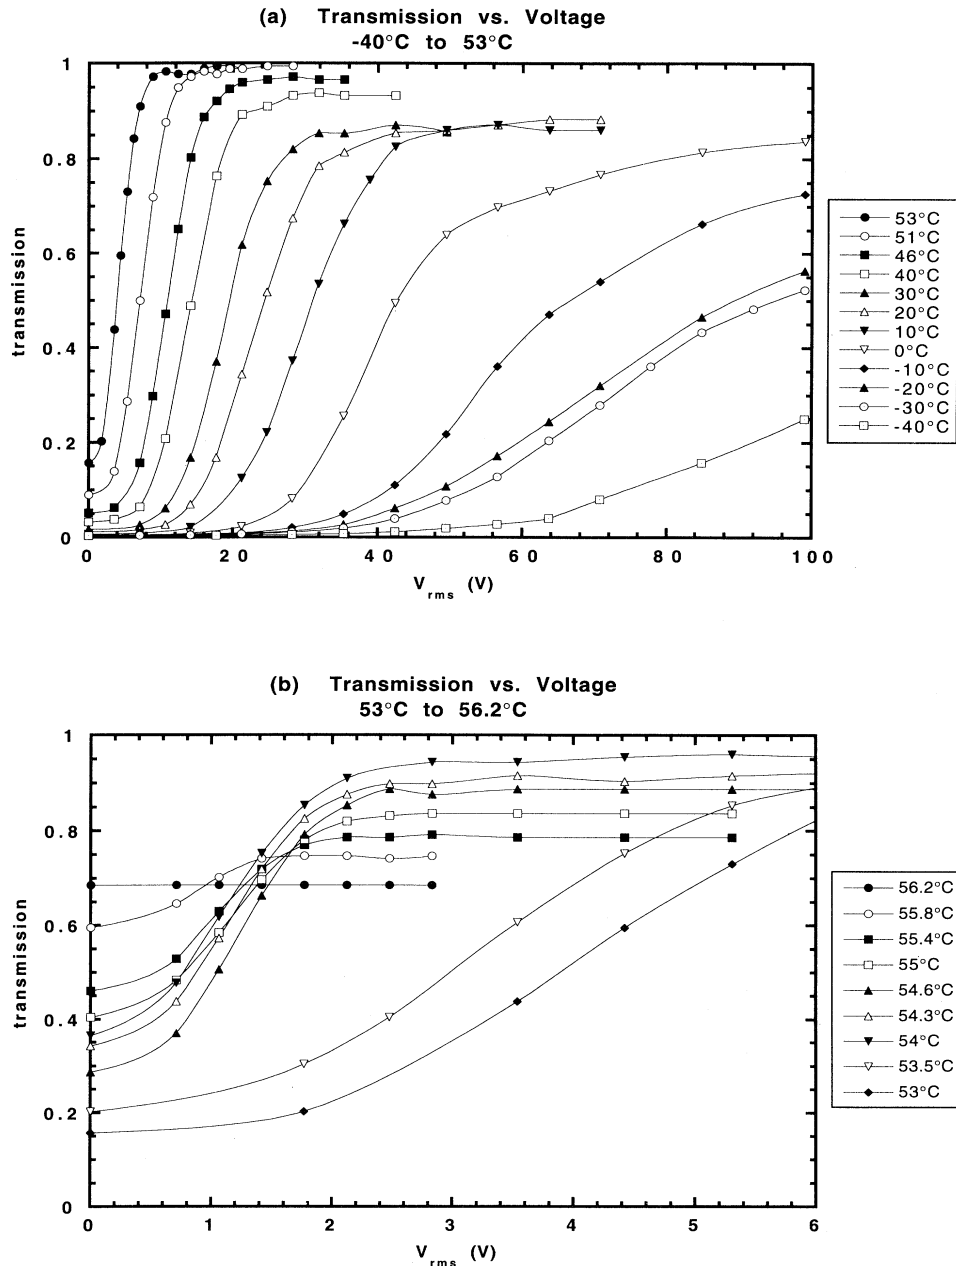 (a) Transmission vs. Voltage
-40°C to 53°C
1
0.8
0.6
0.4
0.2
0
transmission
0 20 40 60 80 100
V rms (V)
53°C
51°C
46°C
40°C
30°C
20°C
10°C
0°C
-10°C
-20°C
-30°C
-40°C
(b) Transmission vs. Voltage
53°C to 56.2°C
1
0.8
0.6
0.4
0.2
0
transmission
0 1 2 3 4 5 6
V rms (V)
56.2°C
55.8°C
55.4°C
55°C
54.6°C
54.3°C
54°C
53.5°C
53°C